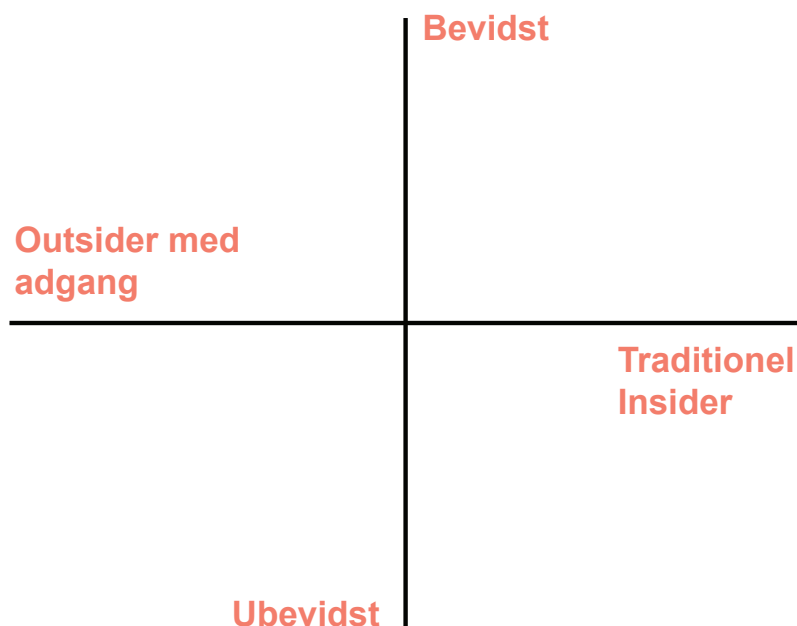 Bevidst
Outsider med
adgang
Traditionel
Insider
Ubevidst